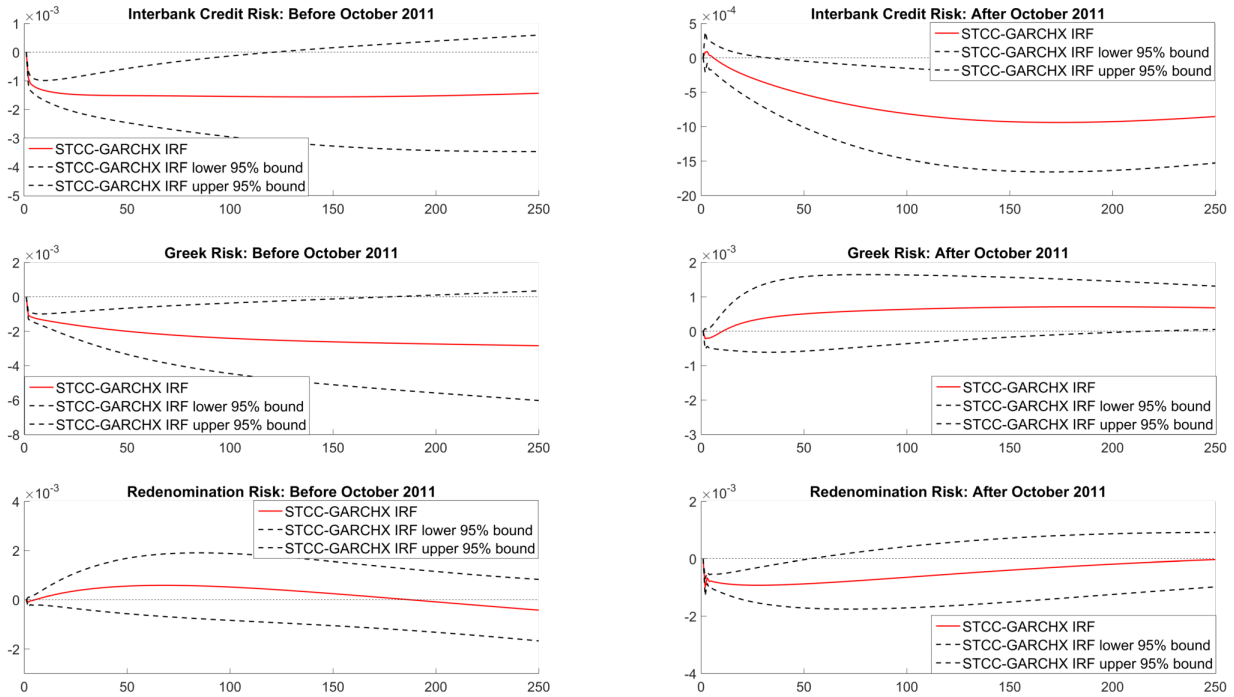 Interbank Credit Risk: Before October 2011
×10⁻³
1
0
-1
-2
-3
-4
-5
STCC-GARCHX IRF
STCC-GARCHX IRF lower 95% bound
STCC-GARCHX IRF upper 95% bound
0 50 100 150 200 250
Interbank Credit Risk: After October 2011
×10⁻⁴
5
0
-5
-10
-15
-20
STCC-GARCHX IRF
STCC-GARCHX IRF lower 95% bound
STCC-GARCHX IRF upper 95% bound
0 50 100 150 200 250
Greek Risk: Before October 2011
×10⁻³
2
0
-2
-4
-6
-8
STCC-GARCHX IRF
STCC-GARCHX IRF lower 95% bound
STCC-GARCHX IRF upper 95% bound
0 50 100 150 200 250
Greek Risk: After October 2011
×10⁻³
2
1
0
-1
-2
-3
STCC-GARCHX IRF
STCC-GARCHX IRF lower 95% bound
STCC-GARCHX IRF upper 95% bound
0 50 100 150 200 250
Redenomination Risk: Before October 2011
×10⁻³
4
2
0
-2
STCC-GARCHX IRF
STCC-GARCHX IRF lower 95% bound
STCC-GARCHX IRF upper 95% bound
0 50 100 150 200 250
Redenomination Risk: After October 2011
×10⁻³
2
0
-2
-4
STCC-GARCHX IRF
STCC-GARCHX IRF lower 95% bound
STCC-GARCHX IRF upper 95% bound
0 50 100 150 200 250